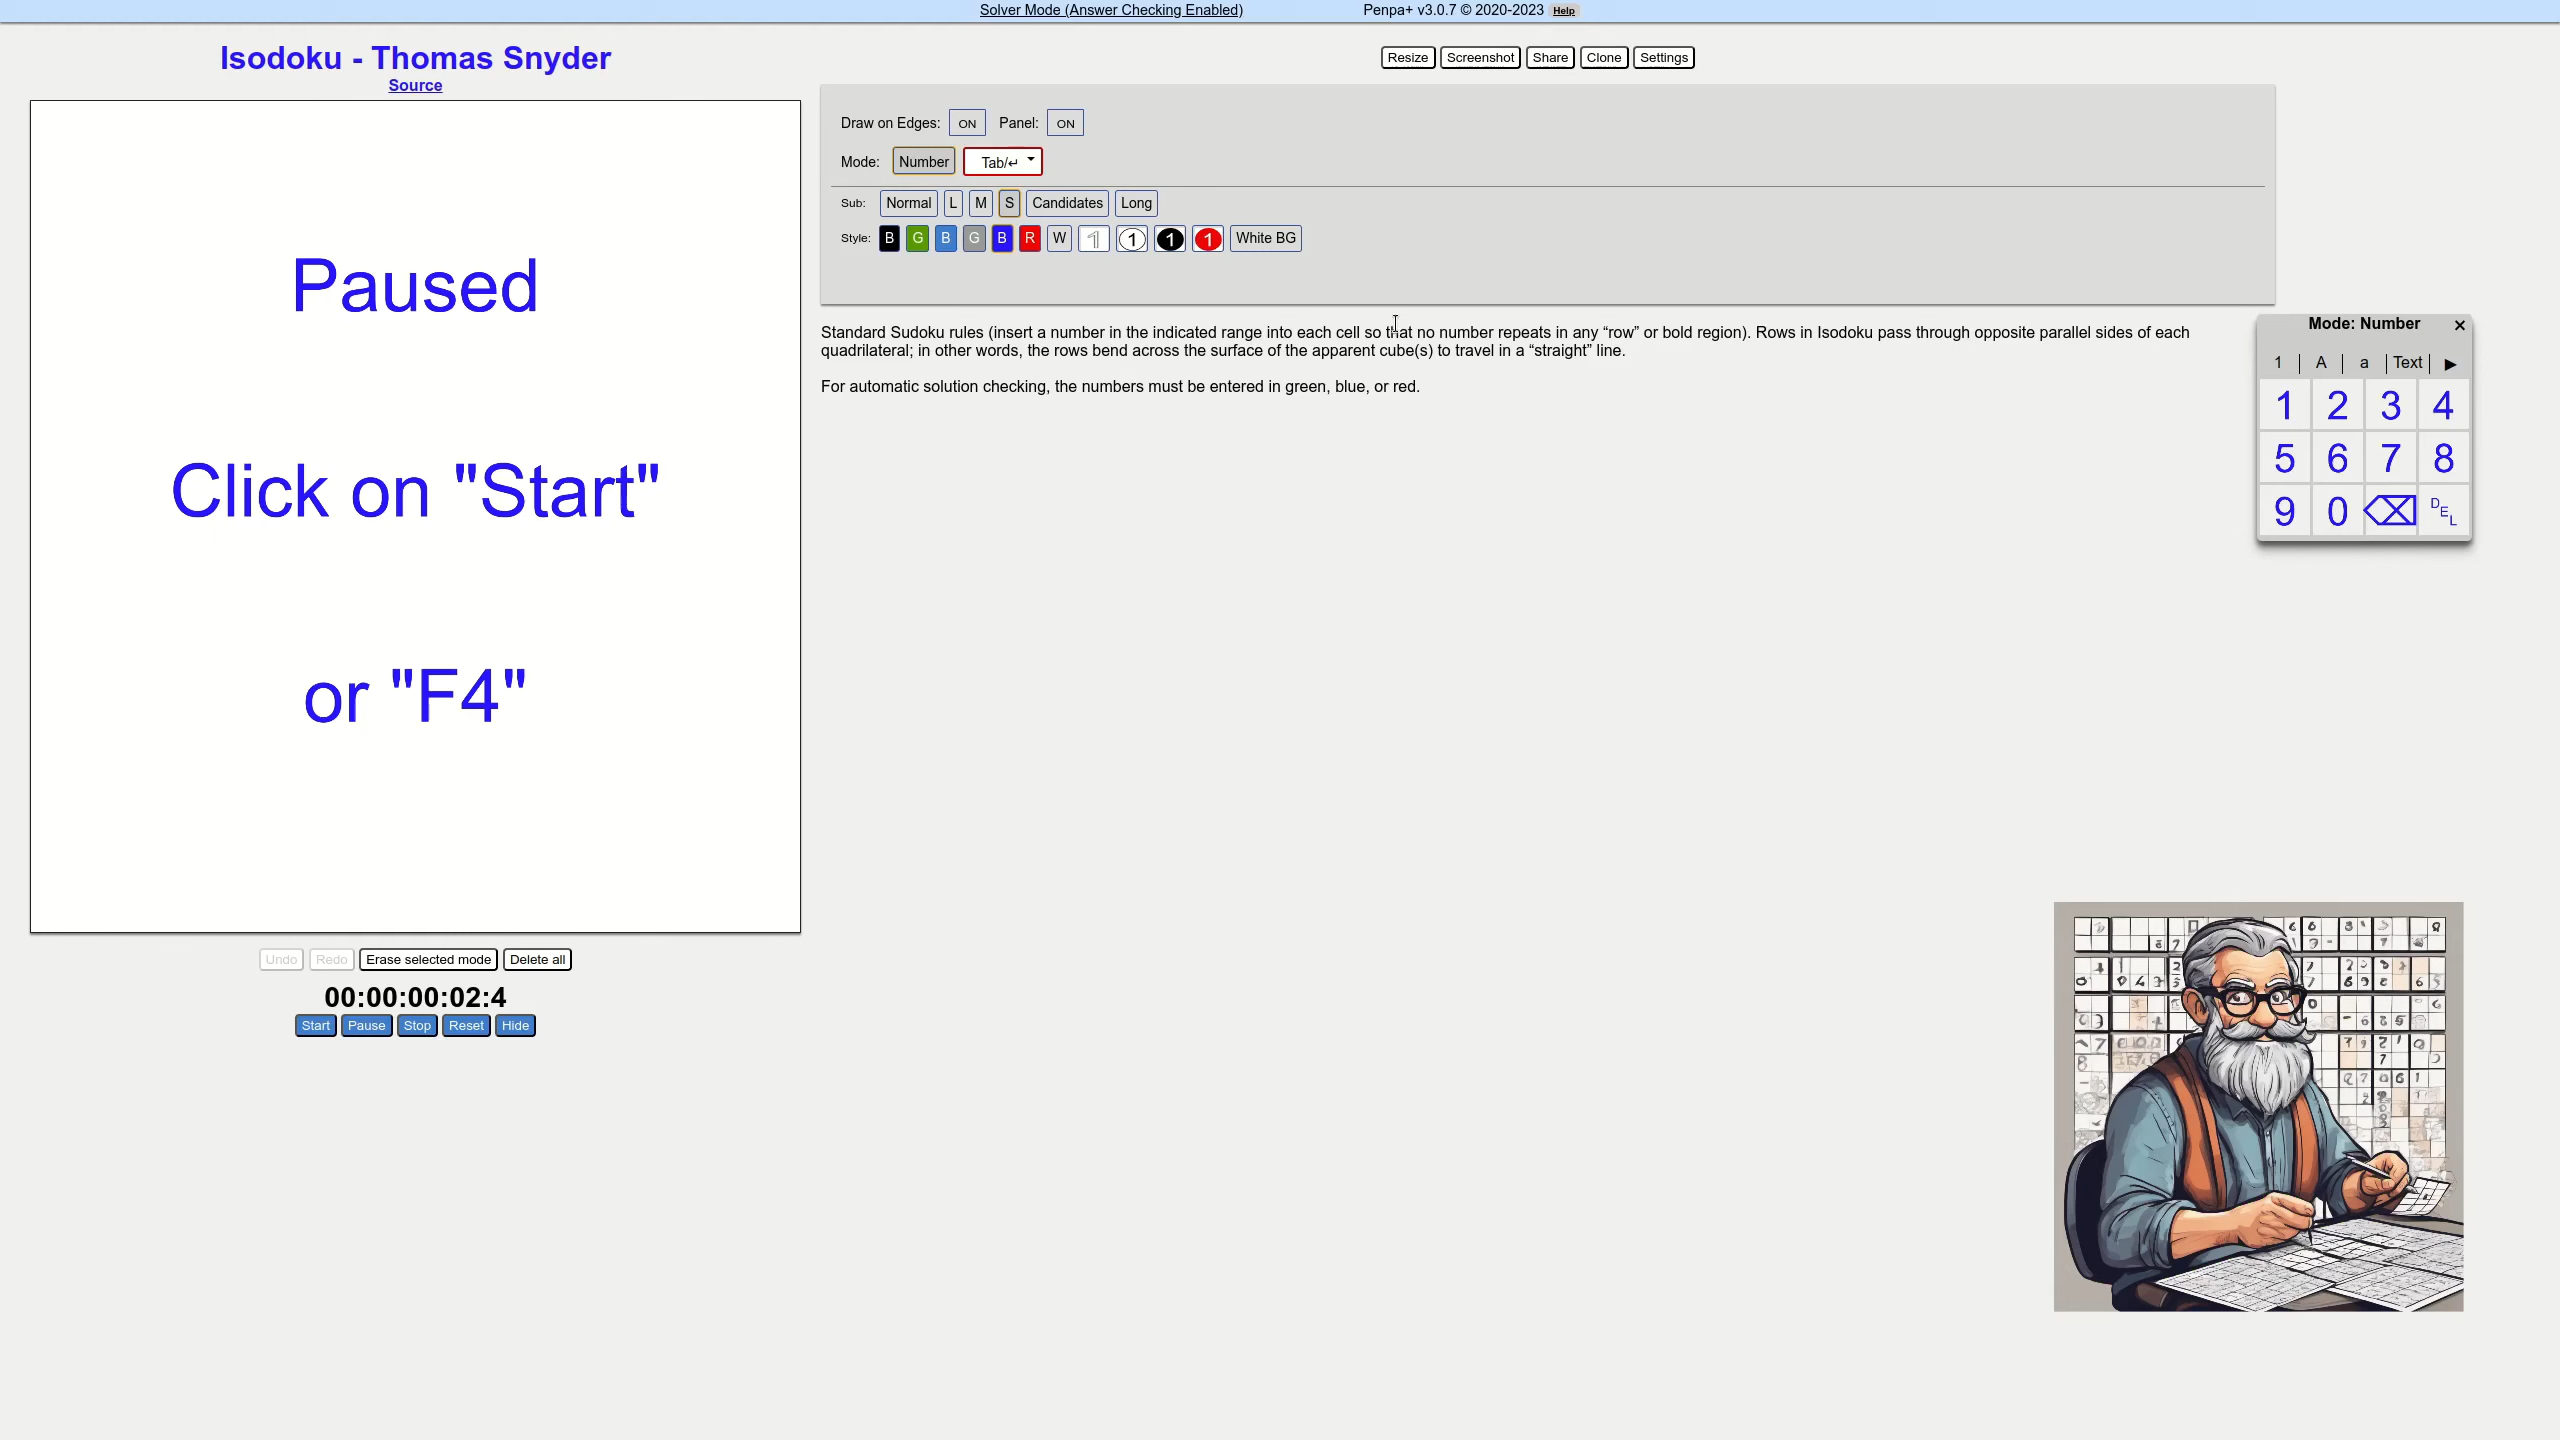 Solver Mode (Answer Checking Enabled) Penpa+ v3.0.7 © 2020-2023 Help
Isodoku - Thomas Snyder
Source
Resize Screenshot Share Clone Settings
Draw on Edges: ON Panel: ON
Mode: Number Tab/↵
Sub: Normal L M S Candidates Long
Style: B G B G B R W 1 1 1 1 White BG
Paused
Click on "Start"
or "F4"
Standard Sudoku rules (insert a number in the indicated range into each cell so that no number repeats in any “row” or bold region). Rows in Isodoku pass through opposite parallel sides of each
quadrilateral; in other words, the rows bend across the surface of the apparent cube(s) to travel in a “straight” line.
For automatic solution checking, the numbers must be entered in green, blue, or red.
Mode: Number ×
1 A a Text ▶
1 2 3 4
5 6 7 8
9 0 ⌫ DEL
Undo Redo Erase selected mode Delete all
00:00:00:02:4
Start Pause Stop Reset Hide